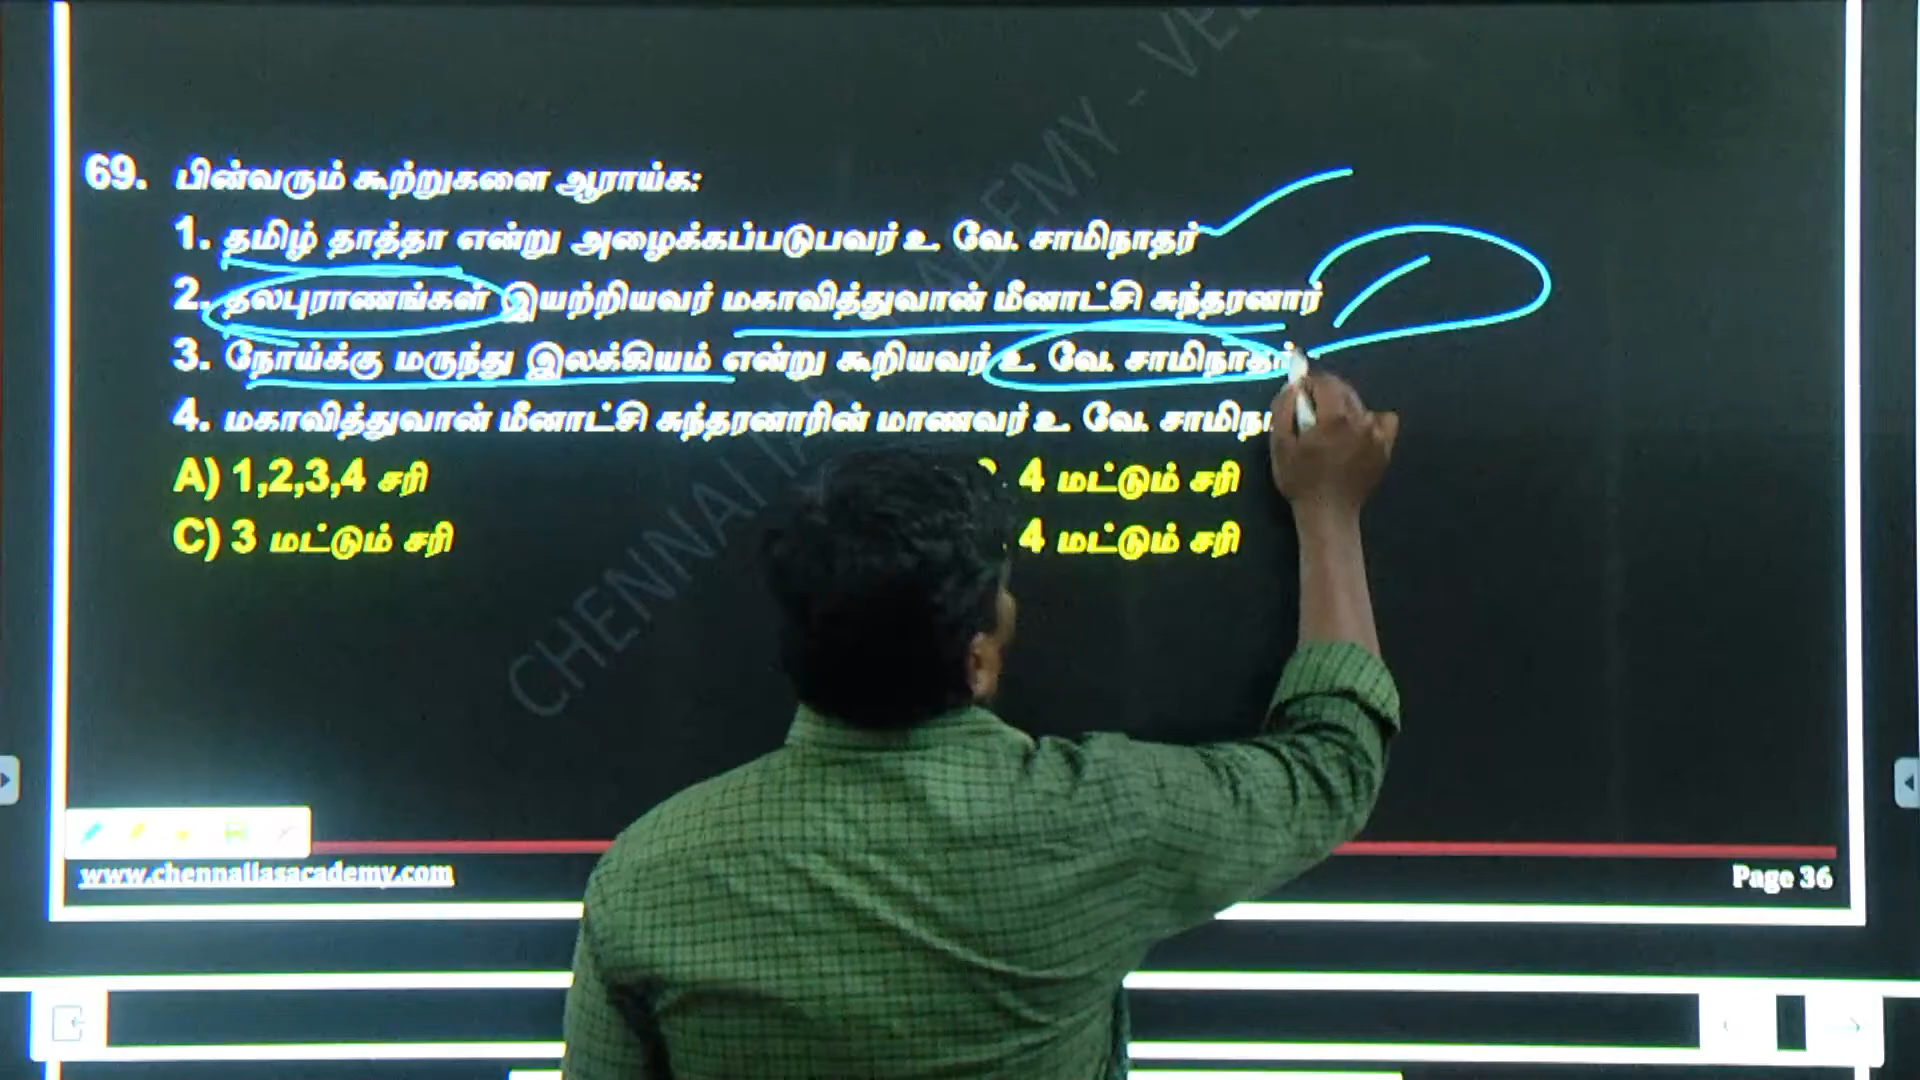 69. பின்வரும் கூற்றுகளை ஆராய்க:
1. தமிழ் தாத்தா என்று அழைக்கப்படுபவர் உ. வே. சாமிநாதர்
2. தலபுராணங்கள் இயற்றியவர் மகாவித்துவான் மீனாட்சி சுந்தரனார்
3. நோய்க்கு மருந்து இலக்கியம் என்று கூறியவர் உ. வே. சாமிநாதர்
4. மகாவித்துவான் மீனாட்சி சுந்தரனாரின் மாணவர் உ. வே.
A) 1,2,3,4 சரி 4 மட்டும் சரி
C) 3 மட்டும் சரி 4 மட்டும் சரி
CHENNAI IAS ACADEMY -
www.chennaiiasacademy.com
Page 36